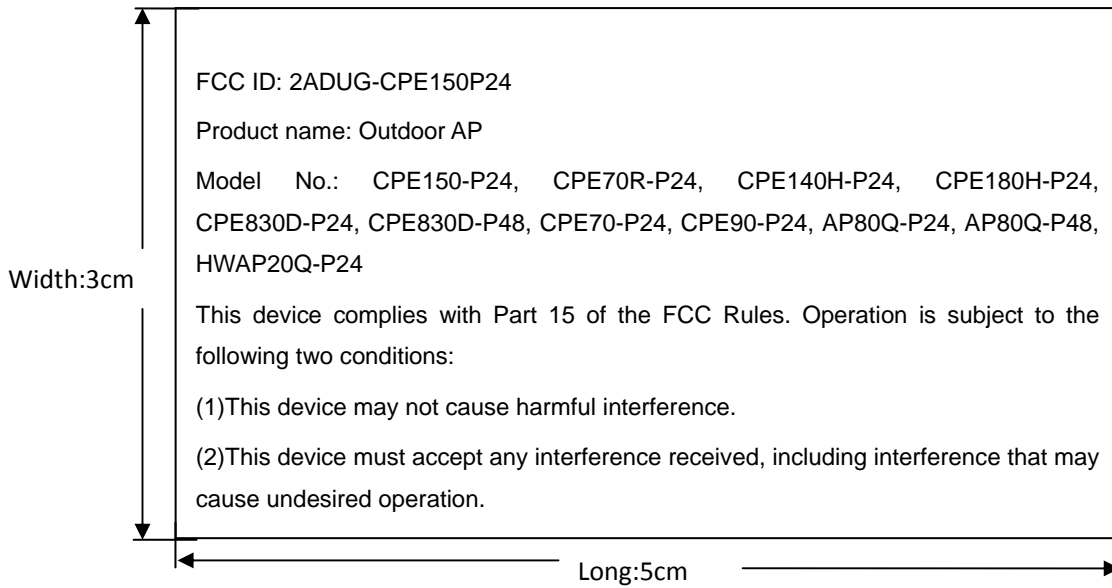 FCC ID: 2ADUG-CPE150P24
Product name: Outdoor AP
Model No.: CPE150-P24, CPE70R-P24, CPE140H-P24, CPE180H-P24,
CPE830D-P24, CPE830D-P48, CPE70-P24, CPE90-P24, AP80Q-P24, AP80Q-P48,
HWAP20Q-P24
Width:3cm
This device complies with Part 15 of the FCC Rules. Operation is subject to the
following two conditions:
(1)This device may not cause harmful interference.
(2)This device must accept any interference received, including interference that may
cause undesired operation.
Long:5cm